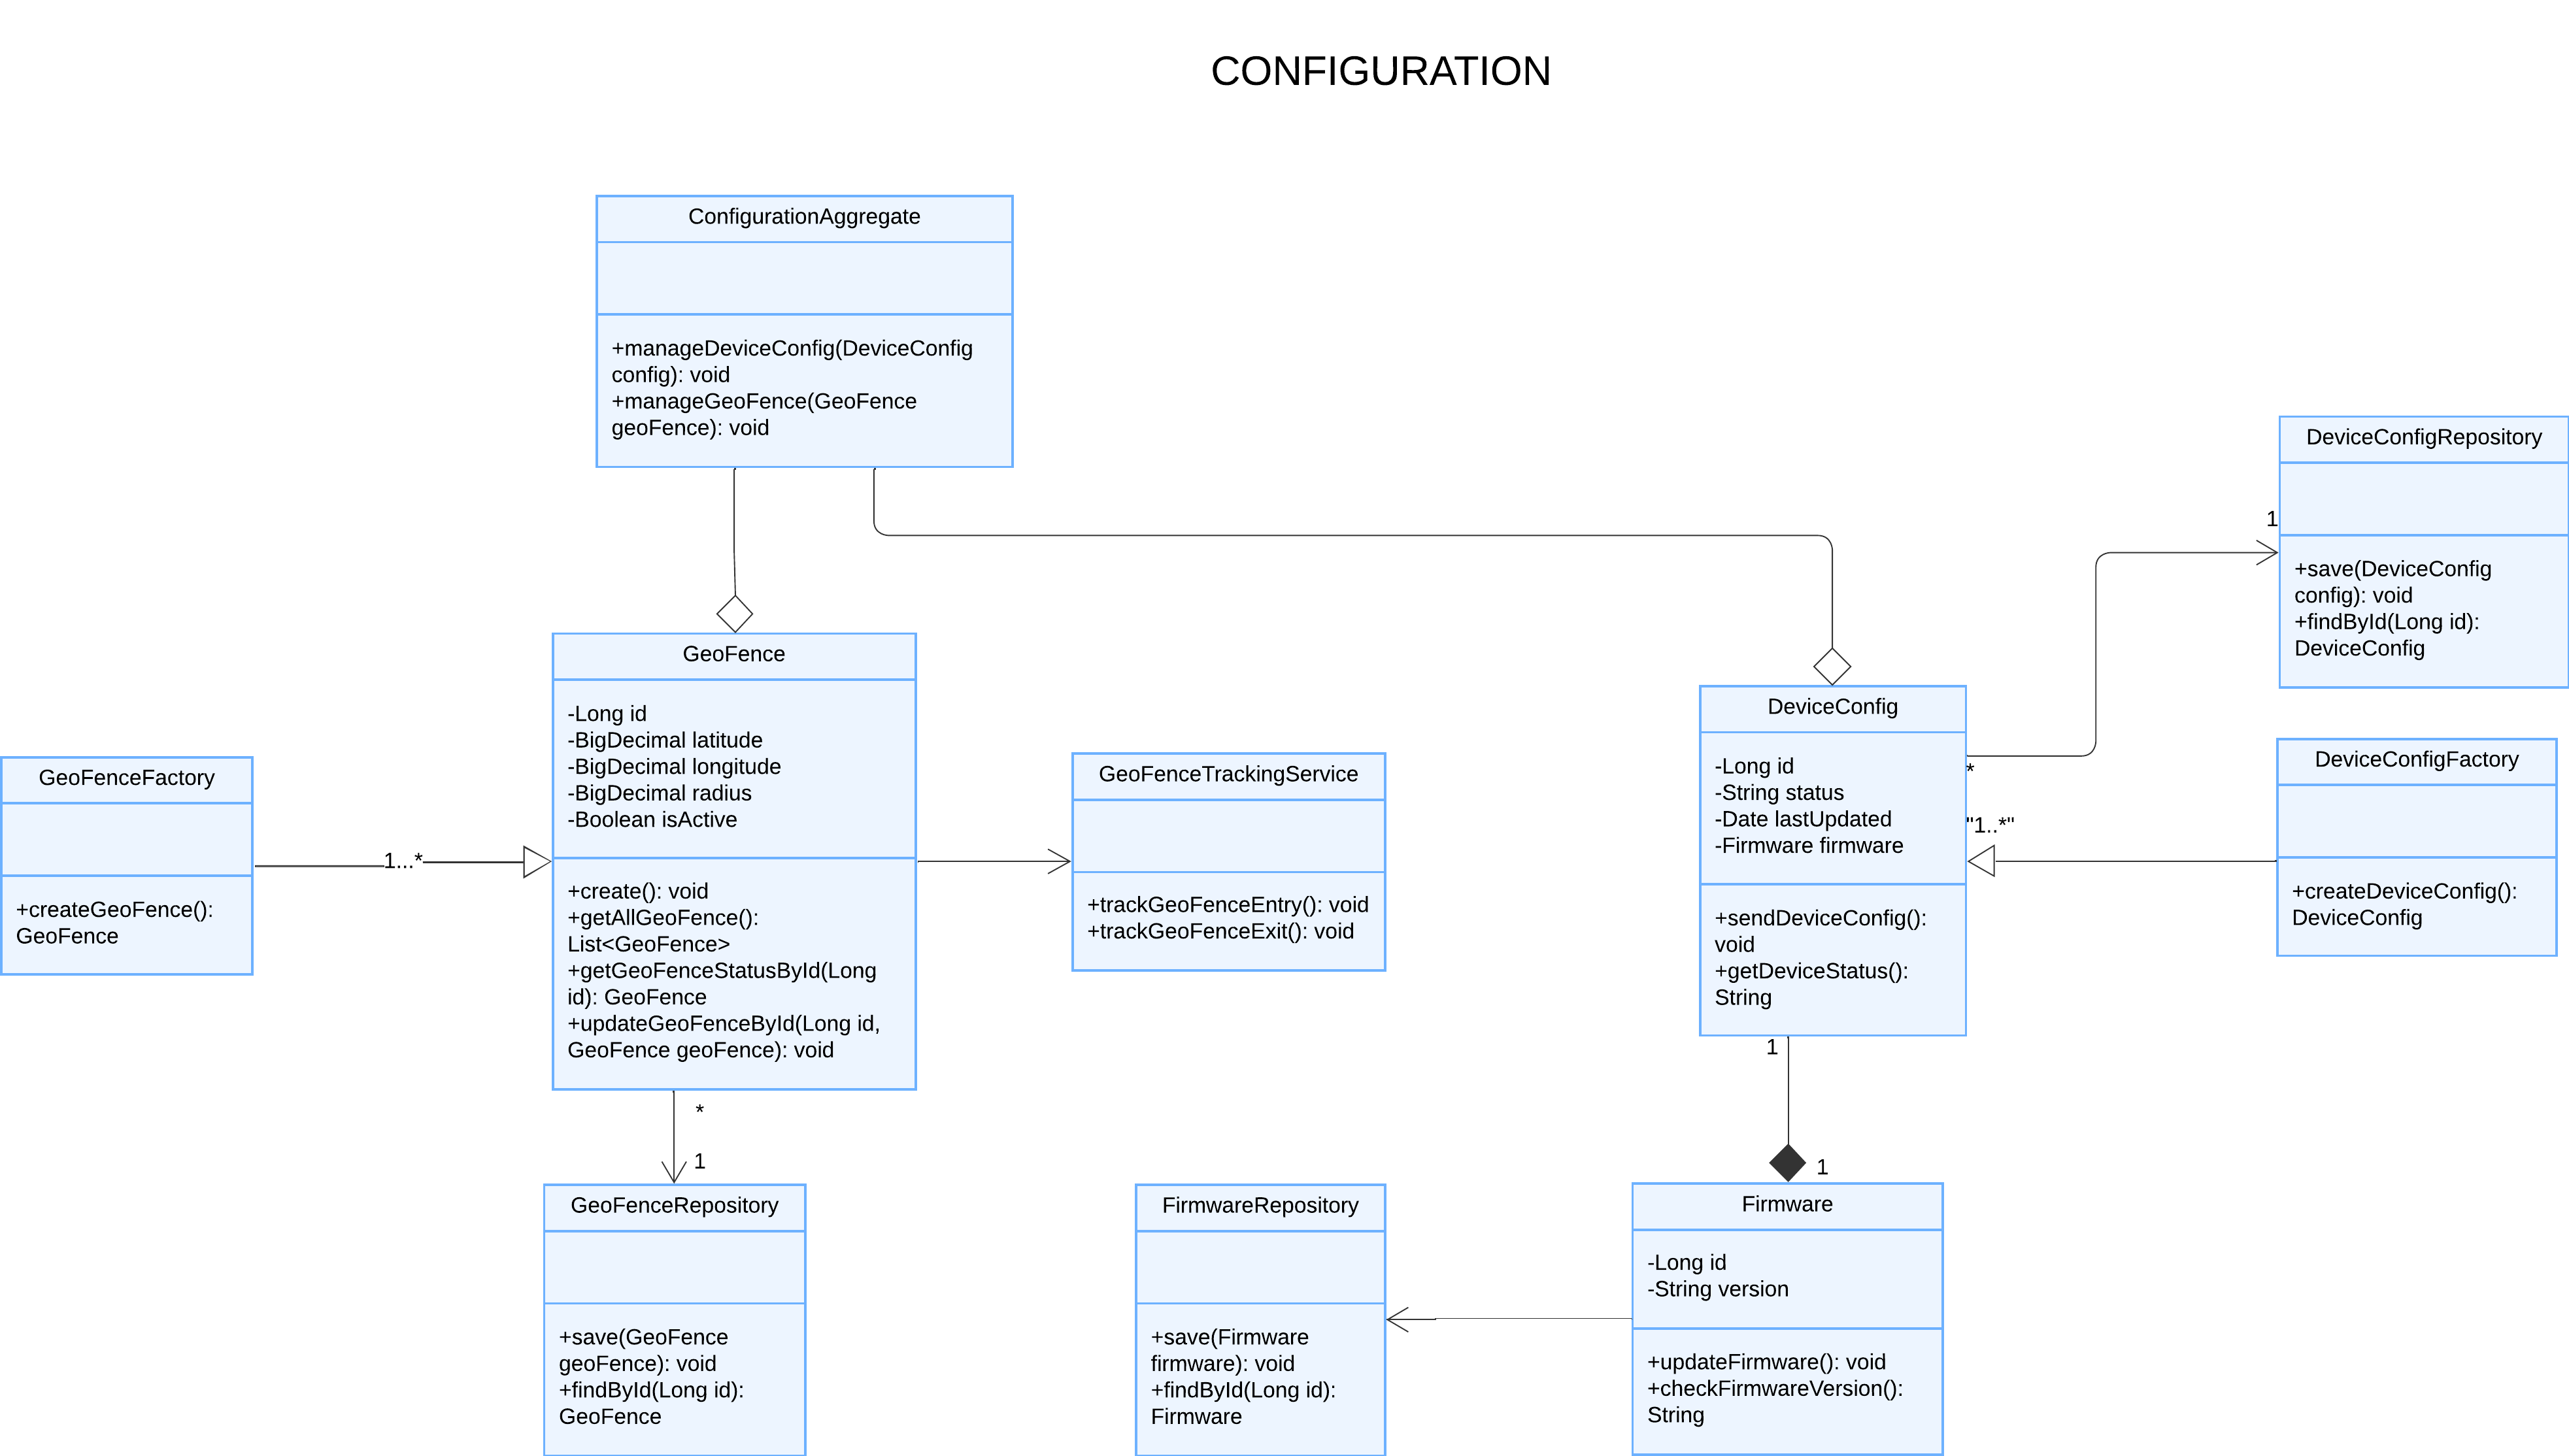 CONFIGURATION
ConfigurationAggregate
+manageDeviceConfig(DeviceConfig
config): void
+manageGeoFence(GeoFence
geoFence): void
DeviceConfigRepository
1
+save(DeviceConfig
config): void
+findById(Long id):
DeviceConfig
GeoFence
-Long id
-BigDecimal latitude
-BigDecimal longitude
-BigDecimal radius
-Boolean isActive
+create(): void
+getAllGeoFence():
List<GeoFence>
+getGeoFenceStatusById(Long
id): GeoFence
+updateGeoFenceById(Long id,
GeoFence geoFence): void
DeviceConfig
-Long id
-String status
-Date lastUpdated
-Firmware firmware
+sendDeviceConfig():
void
+getDeviceStatus():
String
*
"1..*"
GeoFenceFactory
+createGeoFence():
GeoFence
1...*
GeoFenceTrackingService
+trackGeoFenceEntry(): void
+trackGeoFenceExit(): void
DeviceConfigFactory
+createDeviceConfig():
DeviceConfig
1
*
1
1
GeoFenceRepository
+save(GeoFence
geoFence): void
+findById(Long id):
GeoFence
FirmwareRepository
+save(Firmware
firmware): void
+findById(Long id):
Firmware
Firmware
-Long id
-String version
+updateFirmware(): void
+checkFirmwareVersion():
String